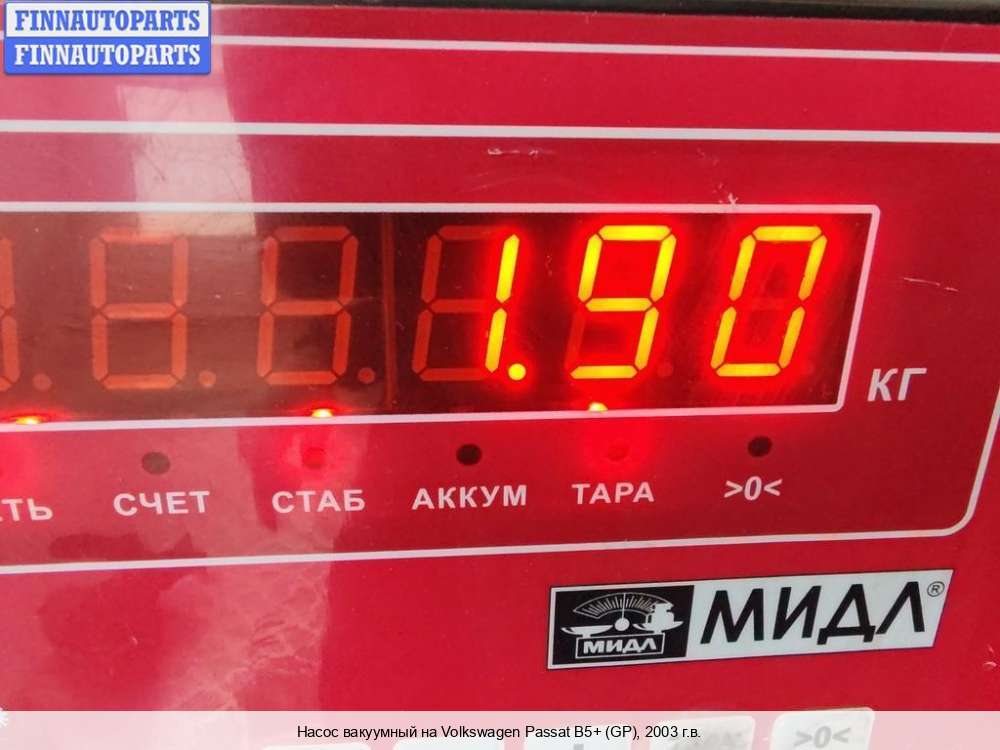 FINNAUTOPARTS
FINNAUTOPARTS
1.90
КГ
СЧЕТ СТАБ АККУМ ТАРА >0<
МИДЛ МИДЛ®
>0<
Насос вакуумный на Volkswagen Passat B5+ (GP), 2003 г.в.